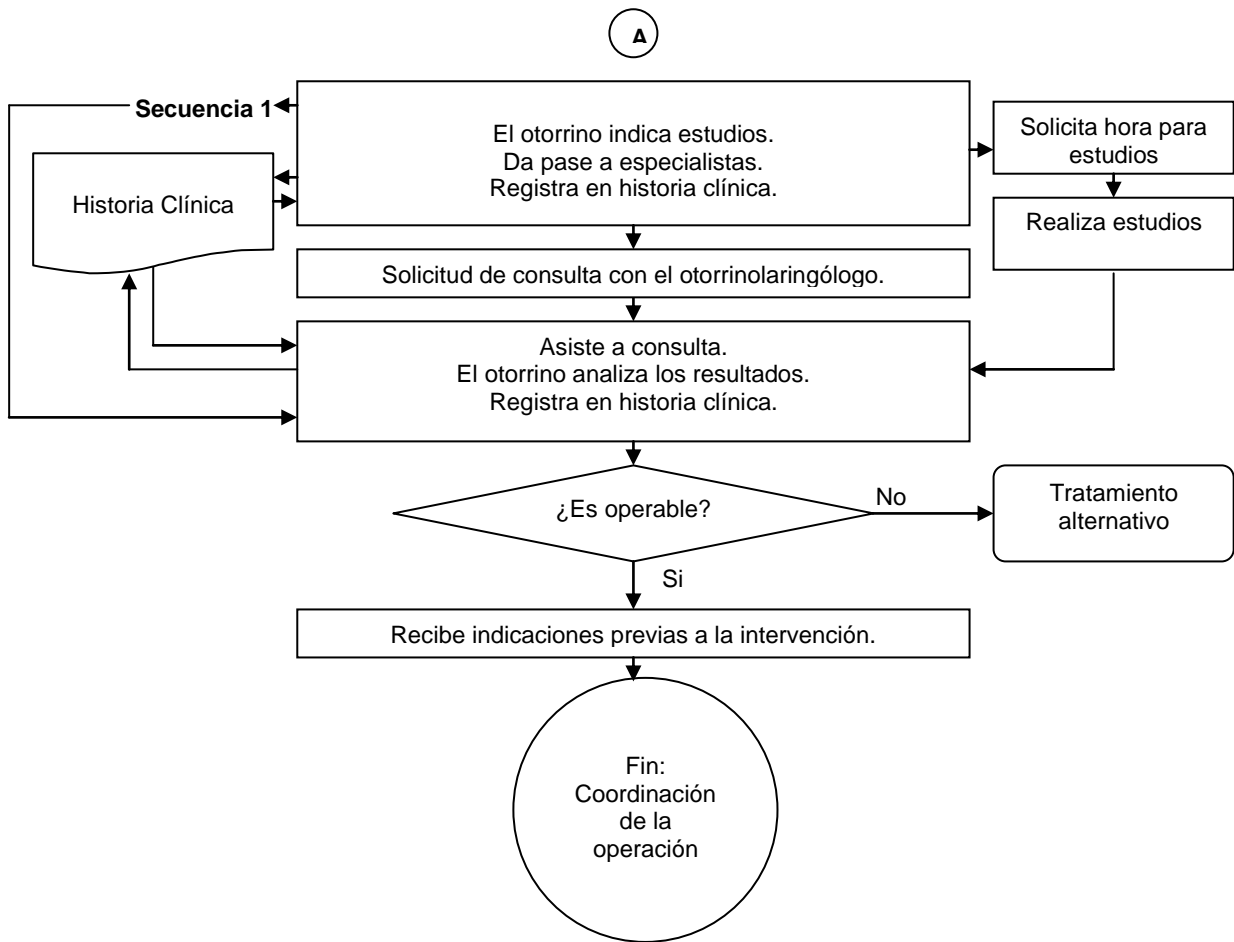 A
Secuencia 1
El otorrino indica estudios.
Da pase a especialistas.
Registra en historia clínica.
Solicita hora para
estudios
Historia Clínica
Realiza estudios
Solicitud de consulta con el otorrinolaringólogo.
Asiste a consulta.
El otorrino analiza los resultados.
Registra en historia clínica.
¿Es operable?
No
Tratamiento
alternativo
Si
Recibe indicaciones previas a la intervención.
Fin:
Coordinación
de la
operación